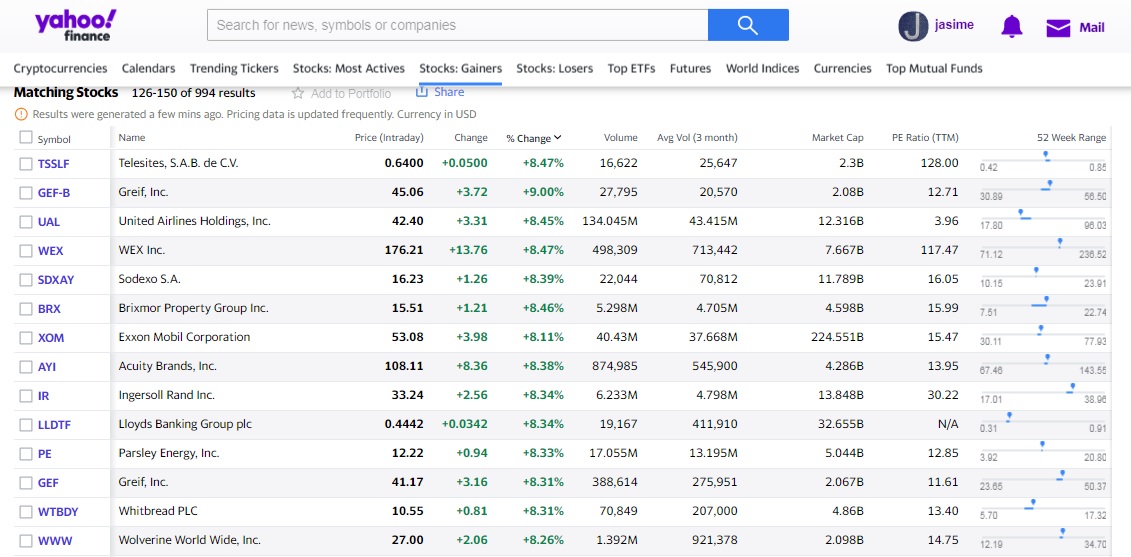 yahoo!
finance
Search for news, symbols or companies
J
jasime
Mail
Cryptocurrencies Calendars Trending Tickers Stocks: Most Actives Stocks: Gainers Stocks: Losers Top ETFs Futures World Indices Currencies Top Mutual Funds
Matching Stocks 126-150 of 994 results Add to Portfolio Share
Results were generated a few mins ago. Pricing data is updated frequently. Currency in USD
Symbol Name Price (Intraday) Change % Change Volume Avg Vol (3 month) Market Cap PE Ratio (TTM) 52 Week Range
TSSLF Telesites, S.A.B. de C.V. 0.6400 +0.0500 +8.47% 16,622 25,647 2.3B 128.00 0.42 0.85
GEF-B Greif, Inc. 45.06 +3.72 +9.00% 27,795 20,570 2.08B 12.71 30.89 56.50
UAL United Airlines Holdings, Inc. 42.40 +3.31 +8.45% 134.045M 43.415M 12.316B 3.96 17.80 96.03
WEX WEX Inc. 176.21 +13.76 +8.47% 498,309 713,442 7.667B 117.47 71.12 236.52
SDXAY Sodexo S.A. 16.23 +1.26 +8.39% 22,044 70,812 11.789B 16.05 10.15 23.91
BRX Brixmor Property Group Inc. 15.51 +1.21 +8.46% 5.298M 4.705M 4.598B 15.99 7.51 22.74
XOM Exxon Mobil Corporation 53.08 +3.98 +8.11% 40.43M 37.668M 224.551B 15.47 30.11 77.93
AYI Acuity Brands, Inc. 108.11 +8.36 +8.38% 874,985 545,900 4.286B 13.95 67.46 143.55
IR Ingersoll Rand Inc. 33.24 +2.56 +8.34% 6.233M 4.798M 13.848B 30.22 17.01 38.96
LLDTF Lloyds Banking Group plc 0.4442 +0.0342 +8.34% 19,167 411,910 32.655B N/A 0.31 0.91
PE Parsley Energy, Inc. 12.22 +0.94 +8.33% 17.055M 13.195M 5.044B 12.85 3.92 20.80
GEF Greif, Inc. 41.17 +3.16 +8.31% 388,614 275,951 2.067B 11.61 23.65 50.37
WTBDY Whitbread PLC 10.55 +0.81 +8.31% 70,849 207,000 4.86B 13.40 5.70 17.32
WWW Wolverine World Wide, Inc. 27.00 +2.06 +8.26% 1.392M 921,378 2.098B 14.75 12.19 34.70